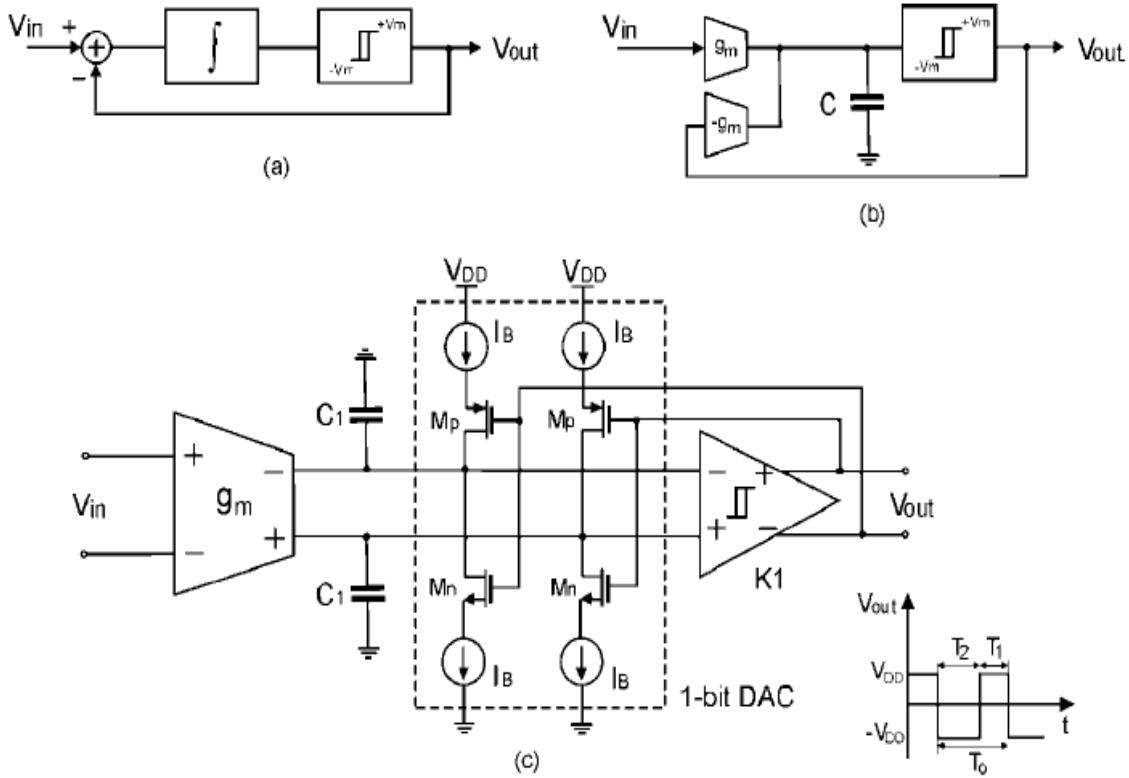 Vin + − ∫ +Vm -Vm Vout
(a)
Vin gm -gm C +Vm -Vm Vout
(b)
VDD VDD
IB IB
C1 Mp Mp
Vin + − gm − + − + + − Vout
K1
C1 Mn Mn
IB IB
1-bit DAC
Vout
T2 T1
VDD
t
-VDD
To
(c)